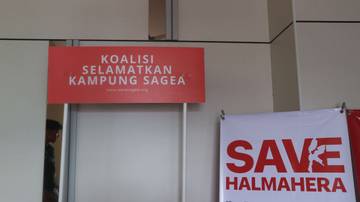 KOALISI
SELAMATKAN
KAMPUNG SAGEA
SAVE
HALMAHERA